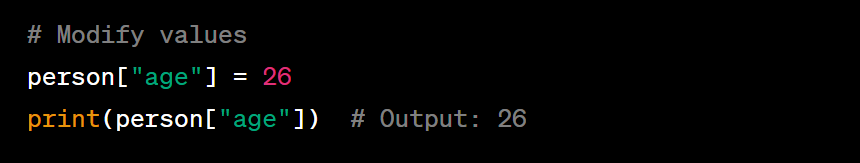 # Modify values
person["age"] = 26
print(person["age"])  # Output: 26